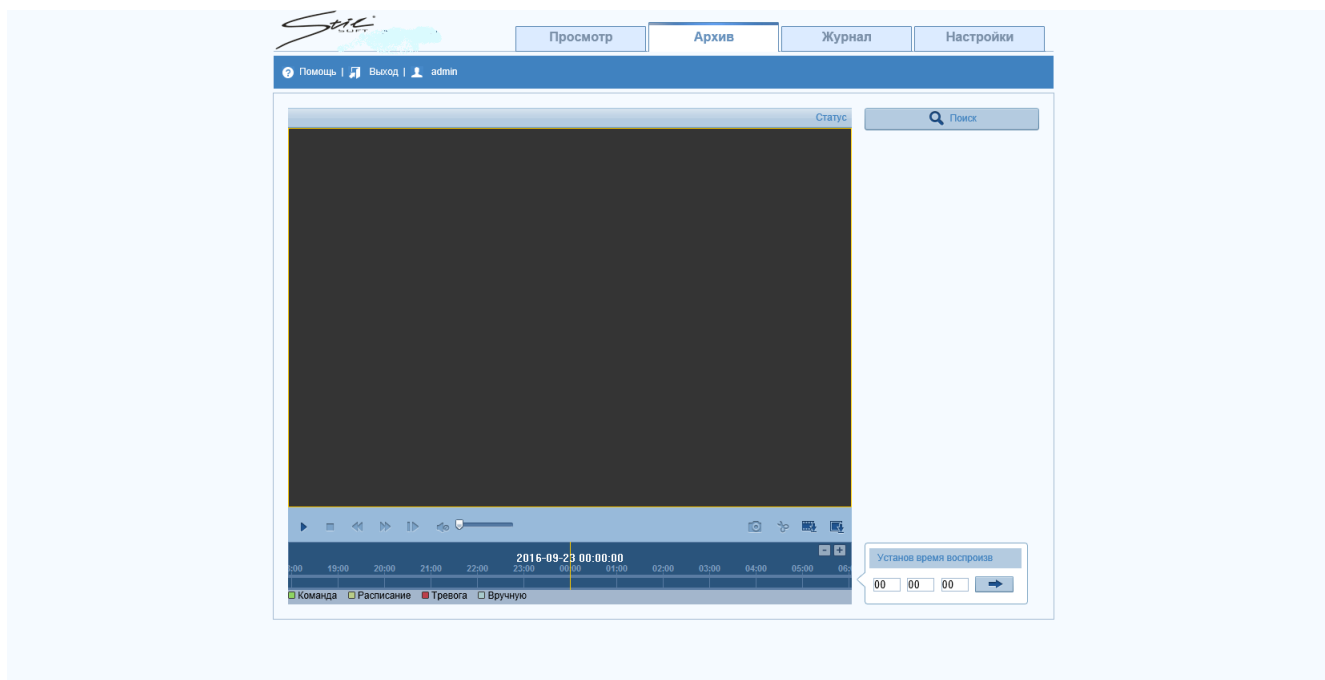 Stil
SOFT
Просмотр
Архив
Журнал
Настройки
Помощь | Выход | admin
Статус
Поиск
2016-09-23 00:00:00
- +
19:00 20:00 21:00 22:00 23:00 00:00 01:00 02:00 03:00 04:00 05:00
Команда Расписание Тревога Вручную
Установ время воспроизв
00 00 00